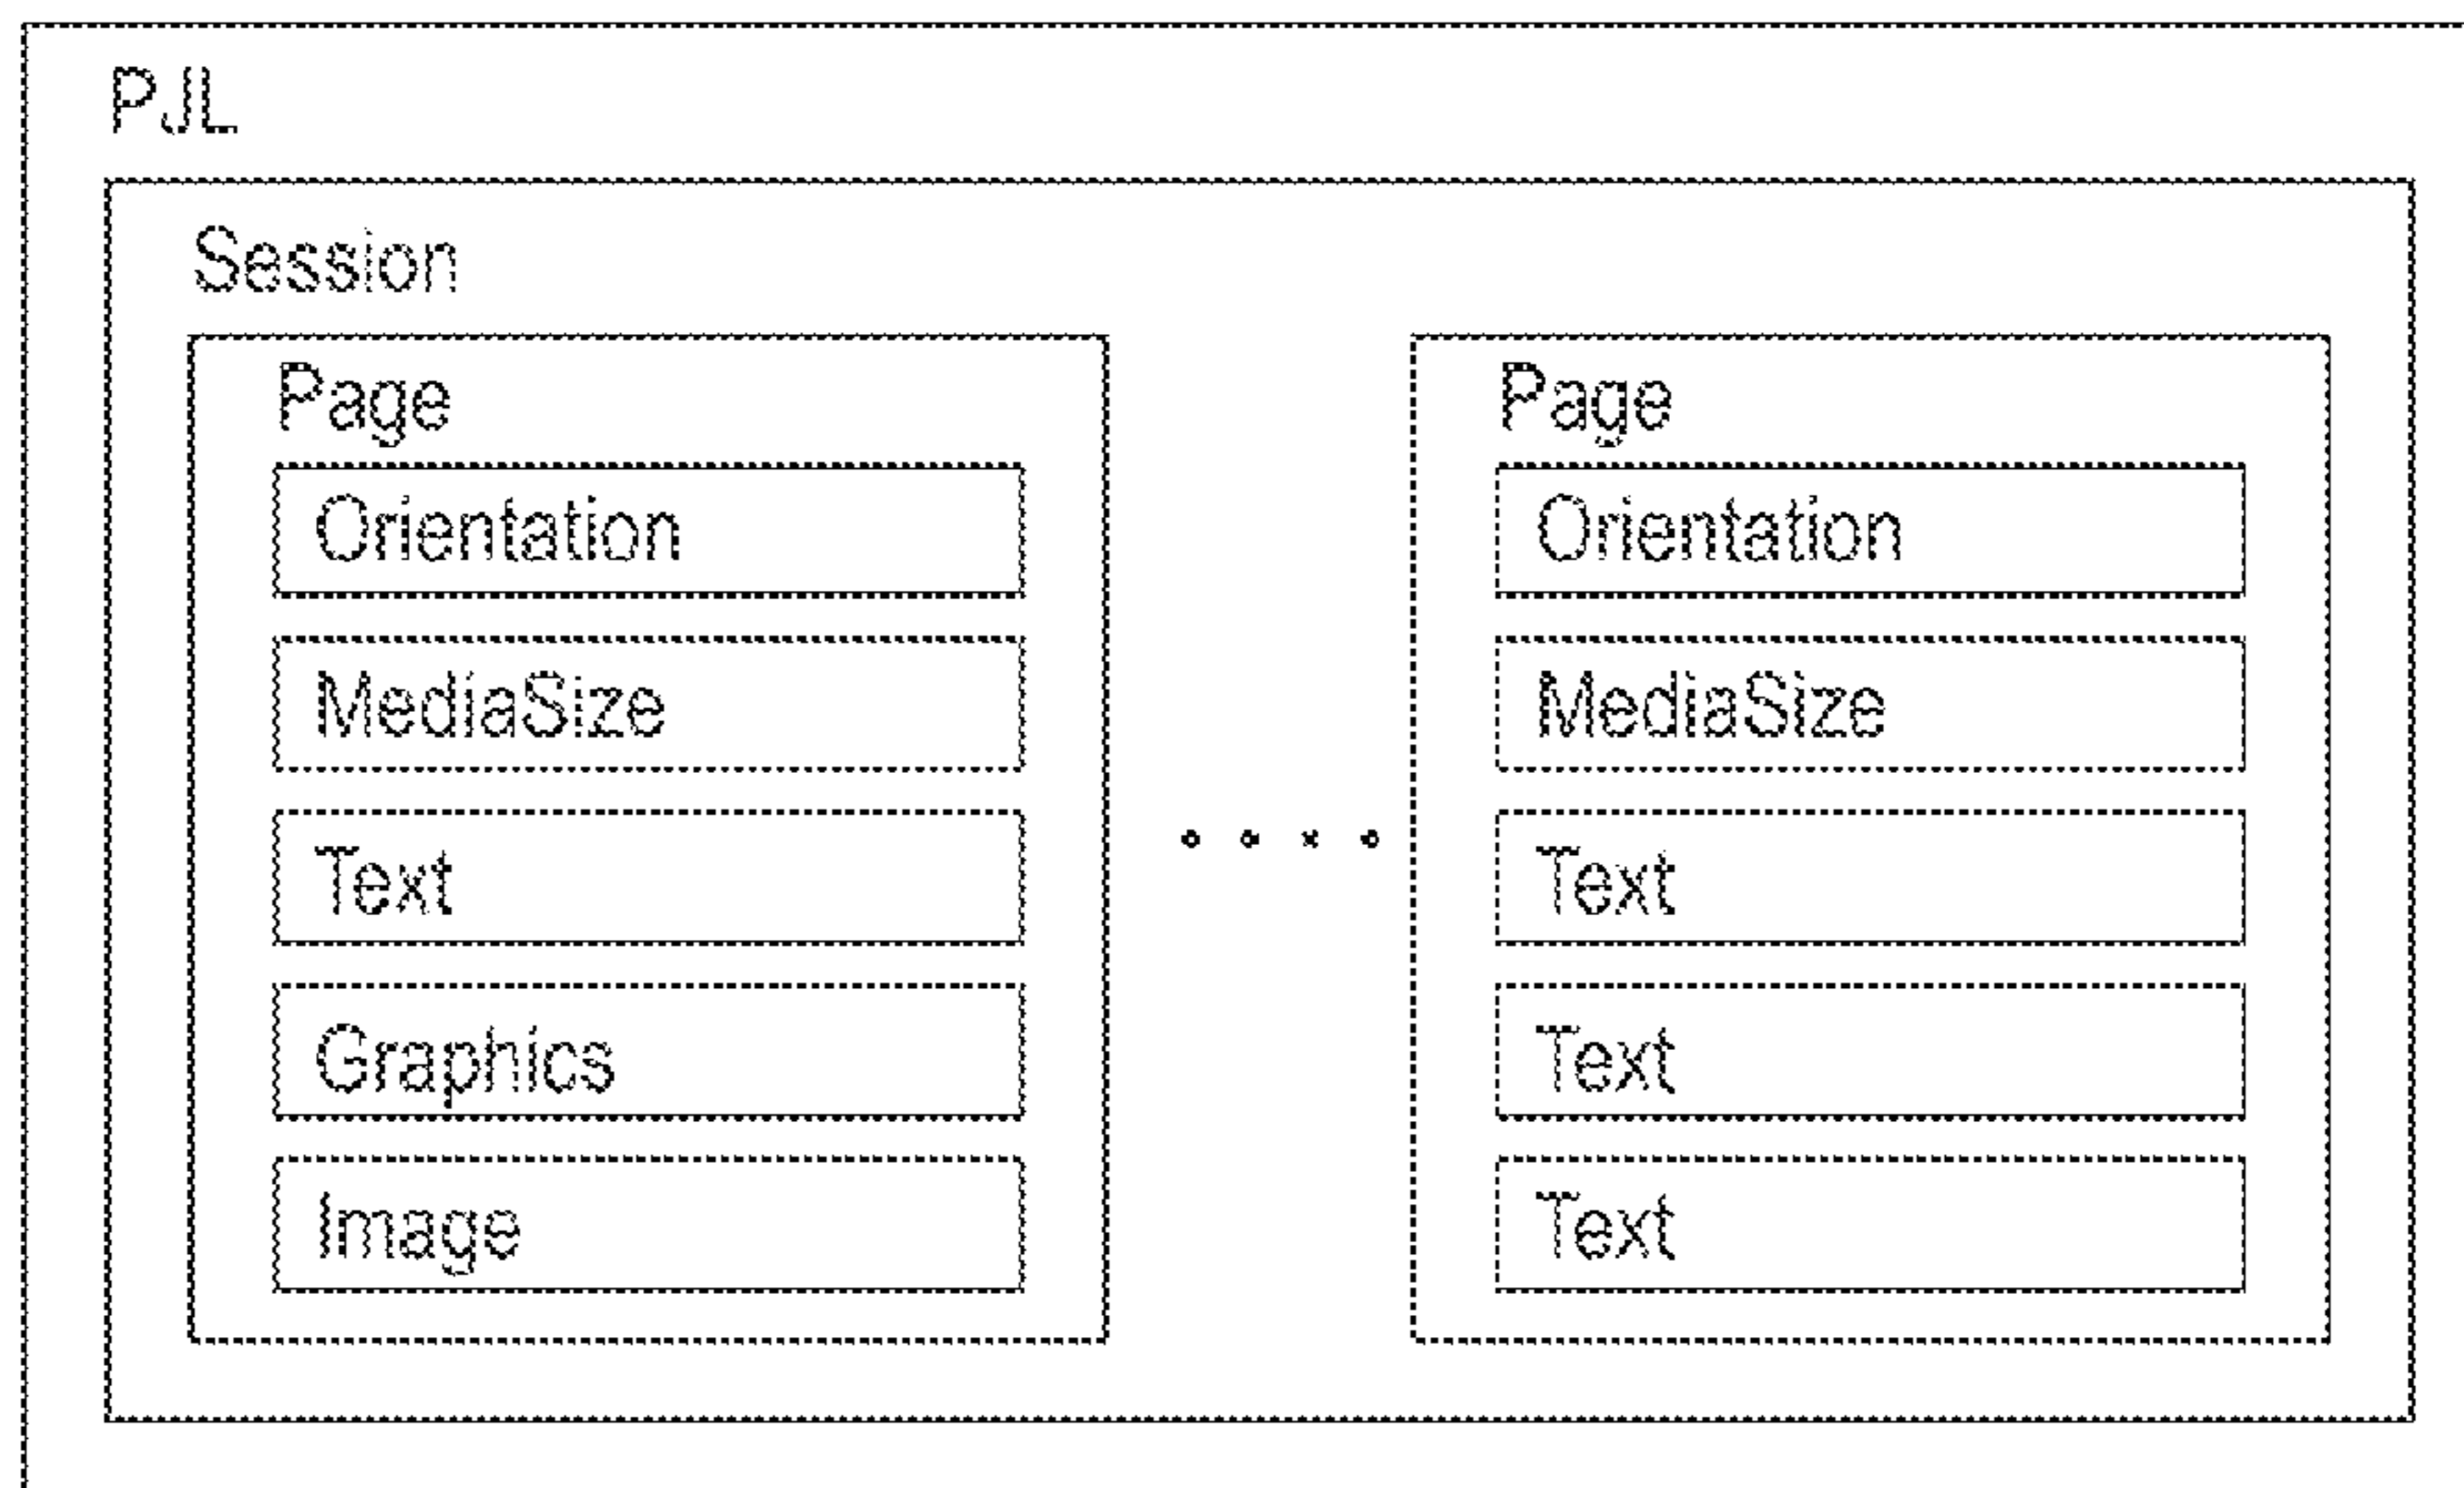 PJL
Session
Page
Orientation
MediaSize
Text
Graphics
Image
Page
Orientation
MediaSize
Text
Text
Text